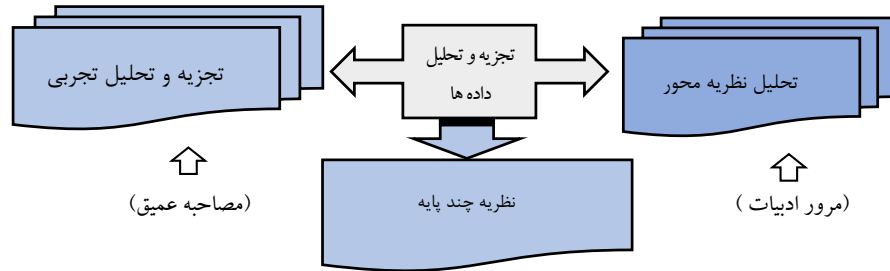 تجزیه و تحلیل
داده ها
تحلیل نظریه محور
تجزیه و تحلیل تجربی
(مرور ادبیات )
نظریه چند پایه
(مصاحبه عمیق)